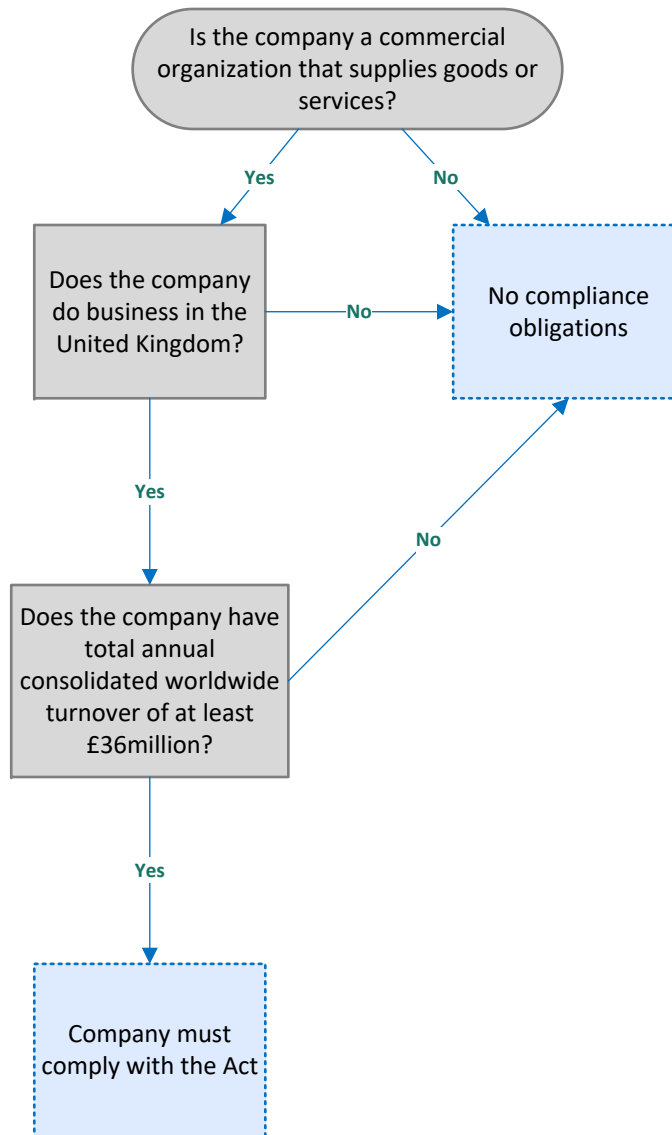 Is the company a commercial
organization that supplies goods or
services?
Yes
No
Does the company
do business in the
United Kingdom?
No
No compliance
obligations
Yes
No
Does the company have
total annual
consolidated worldwide
turnover of at least
£36million?
Yes
Company must
comply with the Act